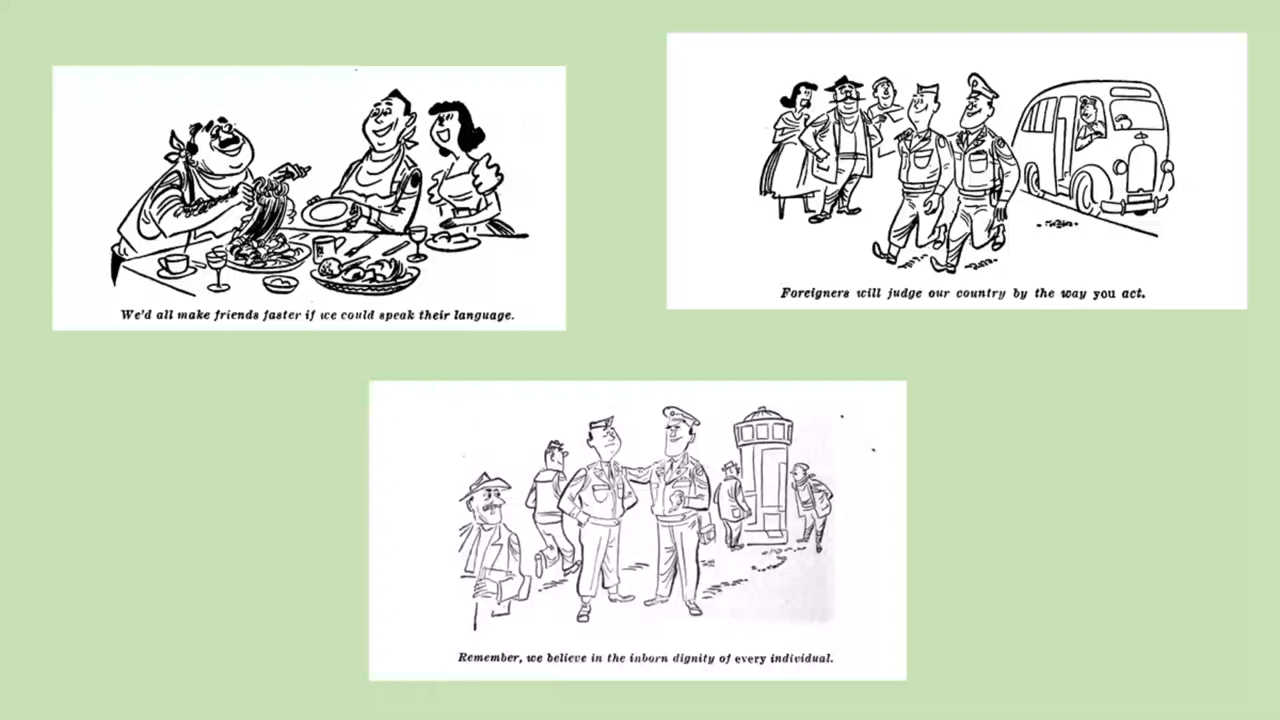 We'd all make friends faster if we could speak their language.
Foreigners will judge our country by the way you act.
Remember, we believe in the inborn dignity of every individual.